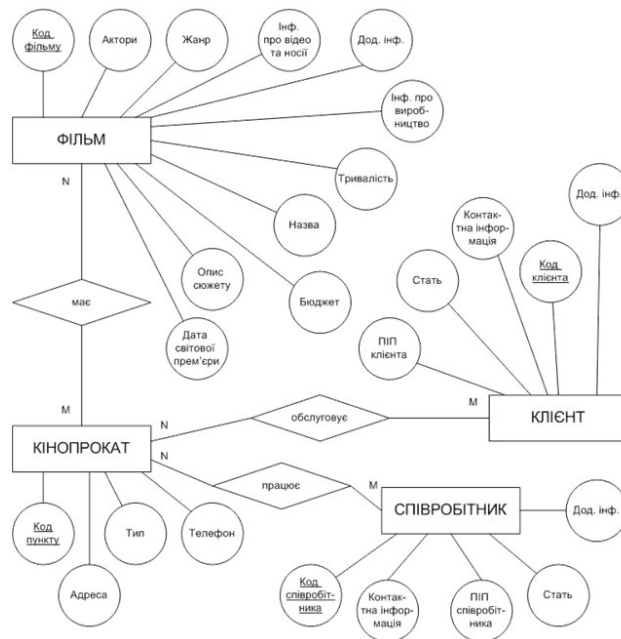 Код
фільму
Актори
Жанр
Інф.
про відео
та носії
Дод. інф.
Інф. про
вироб-
ництво
ФІЛЬМ
N
Тривалість
Назва
Опис
сюжету
Бюджет
Дата
світової
прем'єри
має
M
Дод. інф.
Контак-
тна інфор-
мація
Код
клієнта
Стать
ПІП
клієнта
КЛІЄНТ
M
обслуговує
N
КІНОПРОКАТ
N
працює
M
СПІВРОБІТНИК
Код
пункту
Адреса
Тип
Телефон
Дод. інф.
Код
співробіт-
ника
Контак-
тна інфор-
мація
ПІП
співробіт-
ника
Стать